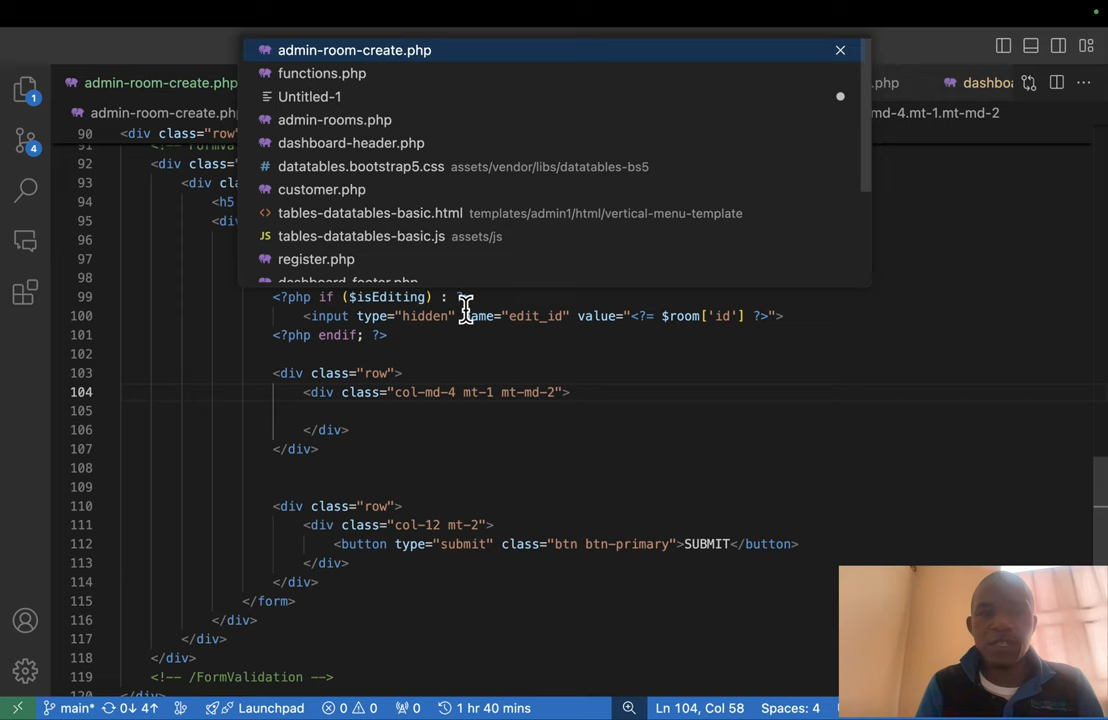 admin-room-create.php
functions.php
Untitled-1
admin-rooms.php
dashboard-header.php
datatables.bootstrap5.css assets/vendor/libs/datatables-bs5
customer.php
tables-datatables-basic.html templates/admin1/html/vertical-menu-template
JS tables-datatables-basic.js assets/js
register.php
1
admin-room-create.php
.php
admin-room-create.ph
md-4.mt-1.mt-md-2
90 <div class="row"
4
92 <div class=
93 <div cla
94 <h5
95 <di
96
97
98
99 <?php if ($isEditing) :
100 <input type="hidden" name="edit_id" value="<?= $room['id'] ?>">
101 <?php endif; ?>
102
103 <div class="row">
104 <div class="col-md-4 mt-1 mt-md-2">
105
106 </div>
107 </div>
108
109
110 <div class="row">
111 <div class="col-12 mt-2">
112 <button type="submit" class="btn btn-primary">SUBMIT</button>
113 </div>
114 </div>
115 </form>
116 </div>
117 </div>
118 </div>
119 <!-- /FormValidation -->
main* 0↓ 4↑ Launchpad 0 0 0 1 hr 40 mins Ln 104, Col 58 Spaces: 4